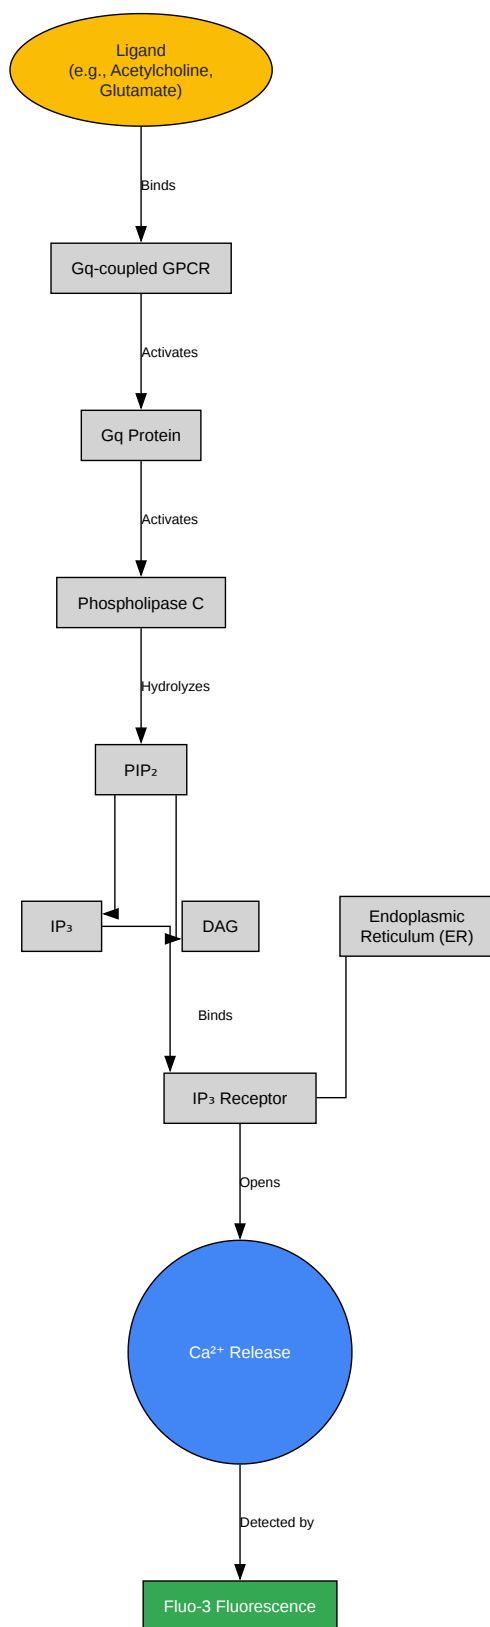 Ligand
(e.g., Acetylcholine,
Glutamate)
Binds
Gq-coupled GPCR
Activates
Gq Protein
Activates
Phospholipase C
Hydrolyzes
PIP₂
IP₃
DAG
Endoplasmic
Reticulum (ER)
Binds
IP₃ Receptor
Opens
Ca²⁺ Release
Detected by
Fluo-3 Fluorescence